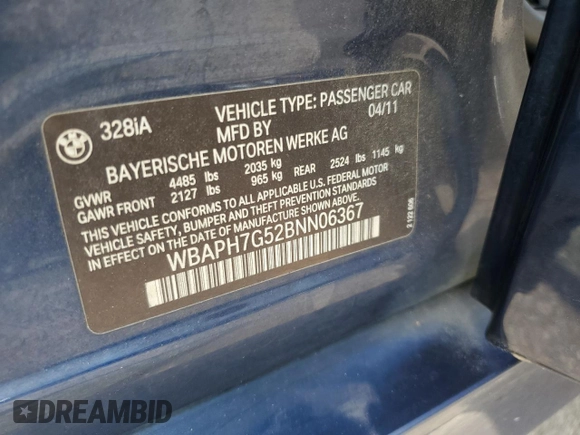 BMW
328iA
VEHICLE TYPE: PASSENGER CAR
MFD BY 04/11
BAYERISCHE MOTOREN WERKE AG
GVWR 4485 lbs 2035 kg
GAWR FRONT 2127 lbs 965 kg REAR 2524 lbs 1145 kg
THIS VEHICLE CONFORMS TO ALL APPLICABLE U.S. FEDERAL MOTOR
VEHICLE SAFETY, BUMPER AND THEFT PREVENTION STANDARDS
IN EFFECT ON THE DATE OF MANUFACTURE SHOWN ABOVE.
WBAPH7G52BNN06367
DREAMBID